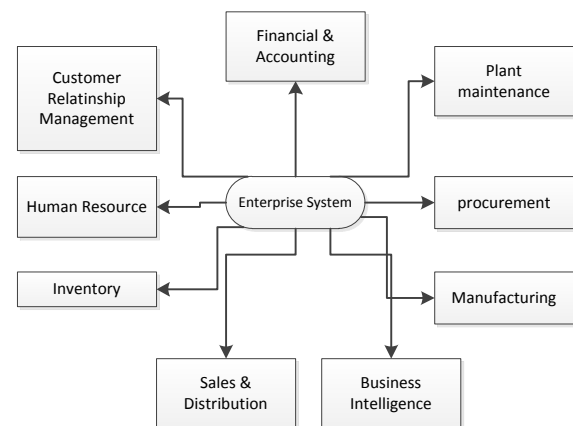 Financial &
Accounting
Customer
Relatinship
Management
Plant
maintenance
Human Resource
Enterprise System
procurement
Inventory
Manufacturing
Sales &
Distribution
Business
Intelligence